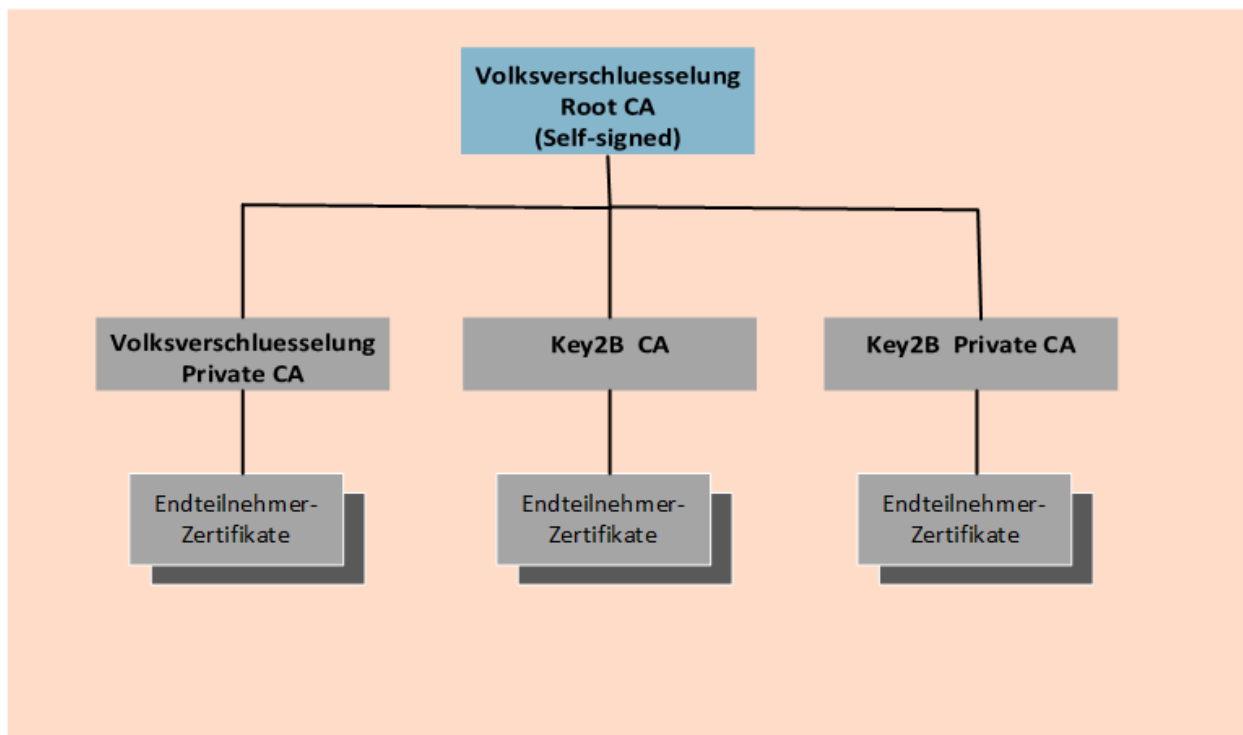 Volksverschluesselung
Root CA
(Self-signed)
Volksverschluesselung
Private CA
Key2B CA
Key2B Private CA
Endteilnehmer-
Zertifikate
Endteilnehmer-
Zertifikate
Endteilnehmer-
Zertifikate